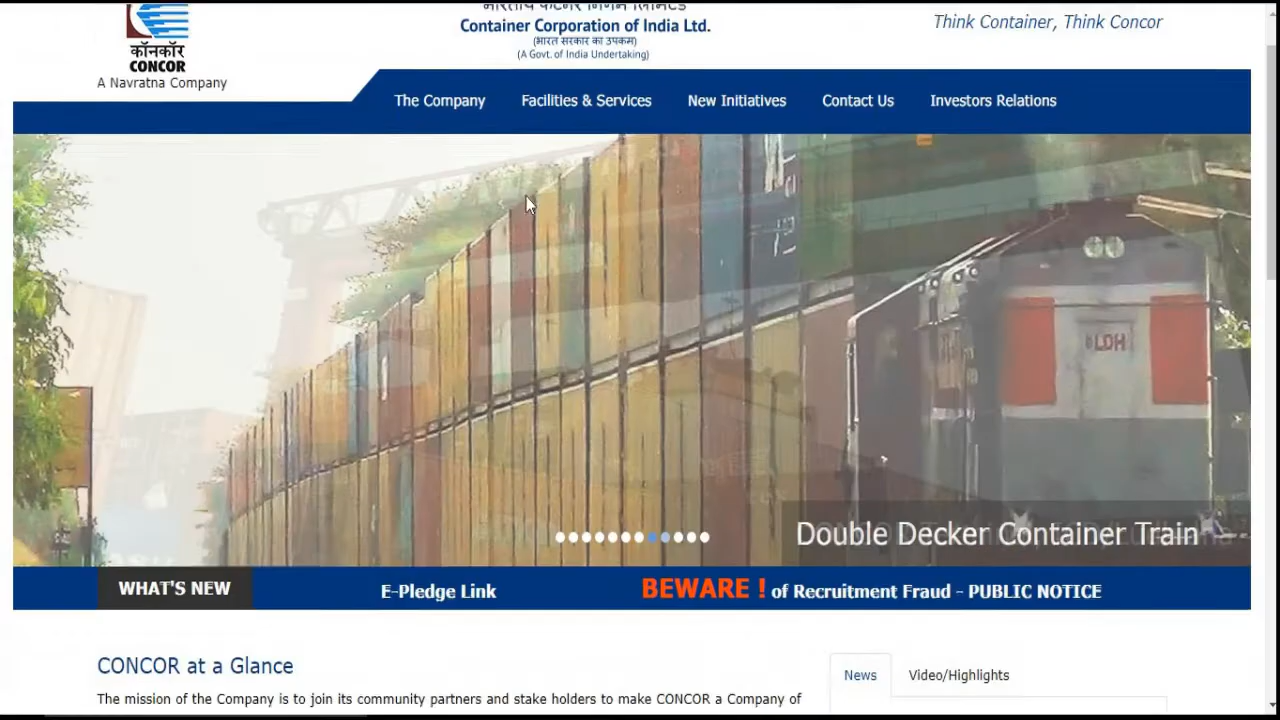 भारतीय कंटेनर निगम लिमिटेड
Container Corporation of India Ltd.
(भारत सरकार का उपक्रम)
(A Govt. of India Undertaking)
Think Container, Think Concor
कॉनकॉर
CONCOR
A Navratna Company
The Company
Facilities & Services
New Initiatives
Contact Us
Investors Relations
LDH
Double Decker Container Train
WHAT'S NEW
E-Pledge Link
BEWARE ! of Recruitment Fraud - PUBLIC NOTICE
CONCOR at a Glance
The mission of the Company is to join its community partners and stake holders to make CONCOR a Company of
News
Video/Highlights